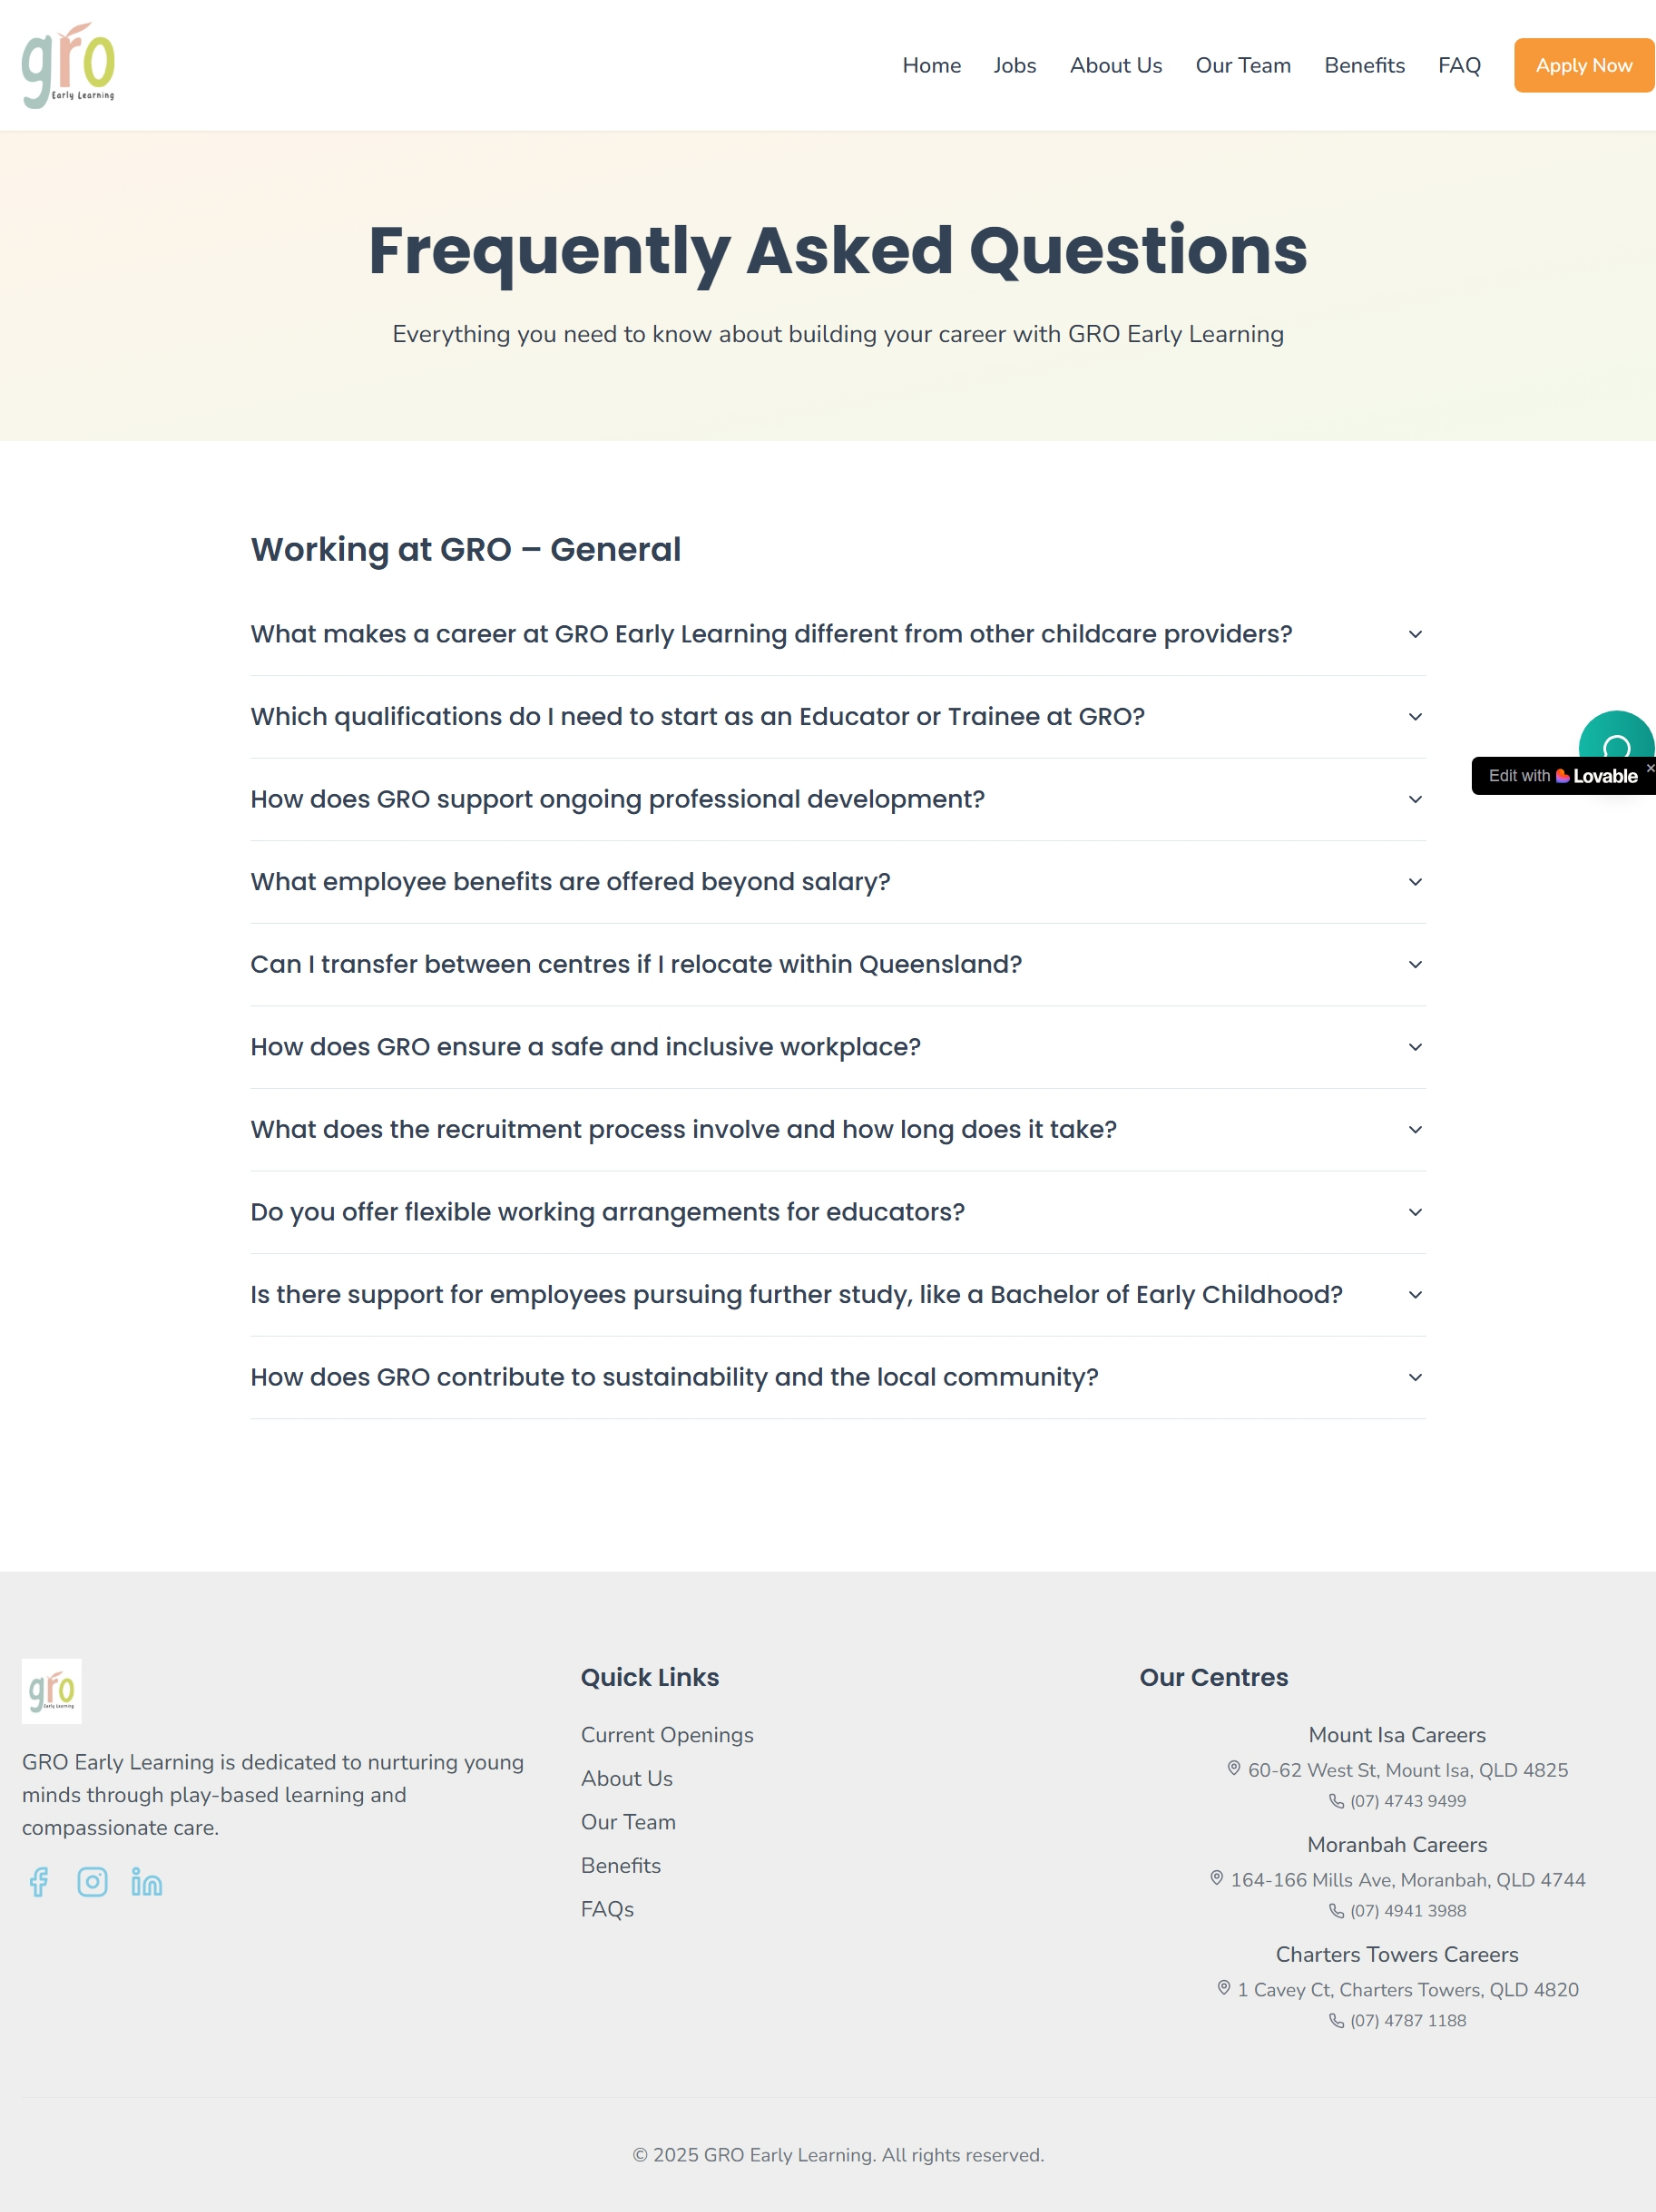 gro
Early Learning
Home Jobs About Us Our Team Benefits FAQ Apply Now
Frequently Asked Questions
Everything you need to know about building your career with GRO Early Learning
Working at GRO – General
What makes a career at GRO Early Learning different from other childcare providers?
Which qualifications do I need to start as an Educator or Trainee at GRO?
Edit with Lovable ×
How does GRO support ongoing professional development?
What employee benefits are offered beyond salary?
Can I transfer between centres if I relocate within Queensland?
How does GRO ensure a safe and inclusive workplace?
What does the recruitment process involve and how long does it take?
Do you offer flexible working arrangements for educators?
Is there support for employees pursuing further study, like a Bachelor of Early Childhood?
How does GRO contribute to sustainability and the local community?
gro
Early Learning
GRO Early Learning is dedicated to nurturing young
minds through play-based learning and
compassionate care.
Quick Links
Current Openings
About Us
Our Team
Benefits
FAQs
Our Centres
Mount Isa Careers
60-62 West St, Mount Isa, QLD 4825
(07) 4743 9499
Moranbah Careers
164-166 Mills Ave, Moranbah, QLD 4744
(07) 4941 3988
Charters Towers Careers
1 Cavey Ct, Charters Towers, QLD 4820
(07) 4787 1188
© 2025 GRO Early Learning. All rights reserved.